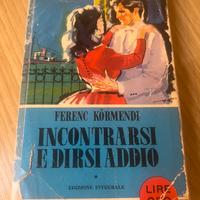 FERENC KÖRMENDI
INCONTRARSI
E DIRSI ADDIO
*
EDIZIONE INTEGRALE
LIRE